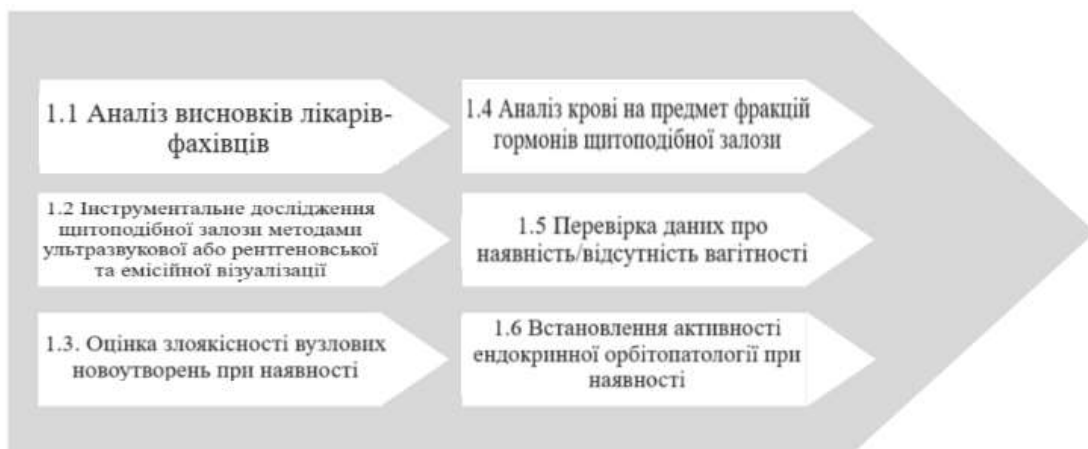 1.1 Аналіз висновків лікарів-
фахівців
1.2 Інструментальне дослідження
щитоподібної залози методами
ультразвукової або рентгеновської
та емісійної візуалізації
1.3. Оцінка злоякісності вузлових
новоутворень при наявності
1.4 Аналіз крові на предмет фракцій
гормонів щитоподібної залози
1.5 Перевірка даних про
наявність/відсутність вагітності
1.6 Встановлення активності
ендокринної орбітопатології при
наявності